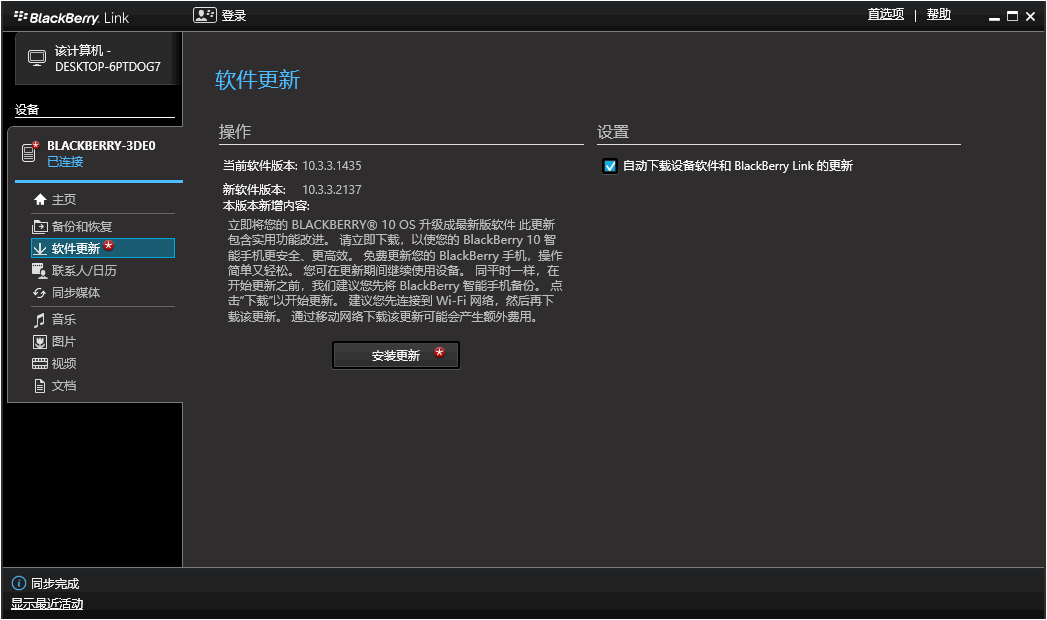 BlackBerry. Link
登录
首选项 | 帮助
该计算机 -
DESKTOP-6PTDOG7
设备
BLACKBERRY-3DE0
已连接
主页
备份和恢复
软件更新
联系人/日历
同步媒体
音乐
图片
视频
文档
软件更新
操作
当前软件版本: 10.3.3.1435
新软件版本: 10.3.3.2137
本版本新增内容:
立即将您的 BLACKBERRY® 10 OS 升级成最新版软件 此更新
包含实用功能改进。 请立即下载，以使您的 BlackBerry 10 智
能手机更安全、更高效。 免费更新您的 BlackBerry 手机，操作
简单又轻松。 您可在更新期间继续使用设备。 同平时一样，在
开始更新之前，我们建议您先将 BlackBerry 智能手机备份。 点
击“下载”以开始更新。 建议您先连接到 Wi-Fi 网络，然后再下
载该更新。 通过移动网络下载该更新可能会产生额外费用。
安装更新
设置
自动下载设备软件和 BlackBerry Link 的更新
同步完成
显示最近活动